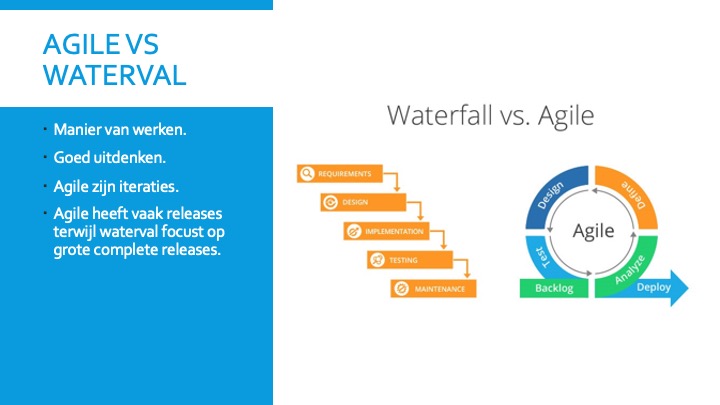 AGILE VS
WATERVAL
• Manier van werken.
• Goed uitdenken.
• Agile zijn iteraties.
• Agile heeft vaak releases
terwijl waterval focust op
grote complete releases.
Waterfall vs. Agile
REQUIREMENTS
DESIGN
IMPLEMENTATION
TESTING
MAINTENANCE
Design
Define
Agile
Test
Analyze
Backlog
Deploy